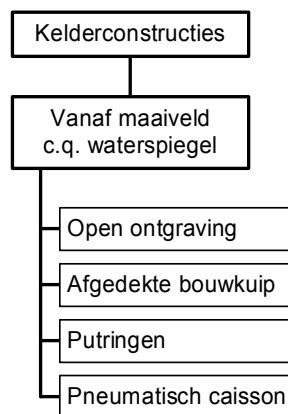 Kelderconstructies
Vanaf maaiveld
c.q. waterspiegel
Open ontgraving
Afgedekte bouwkuip
Putringen
Pneumatisch caisson